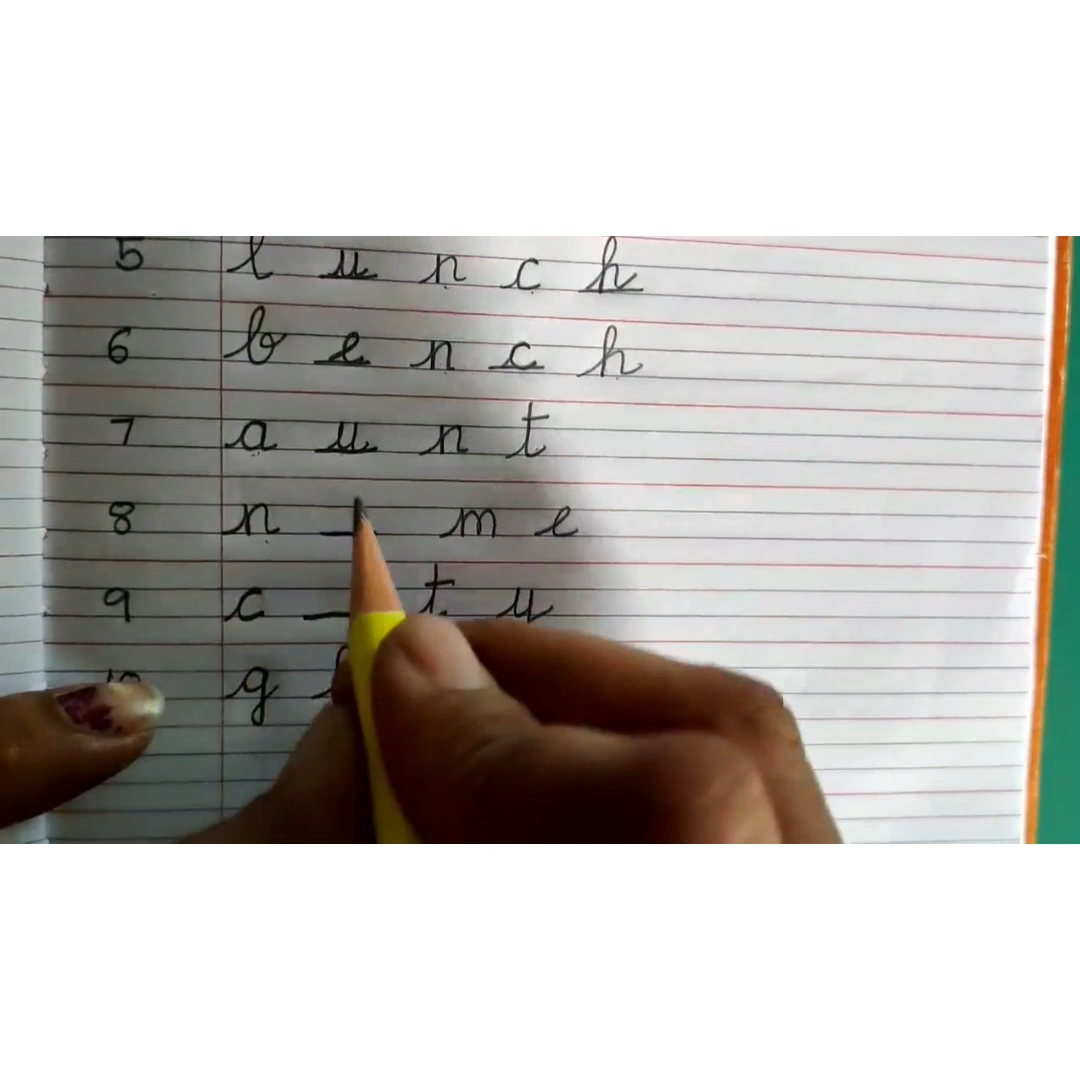 5 l u n c h
6 b e n c h
7 a u n t
8 n _ m e
9 c _ t u
g